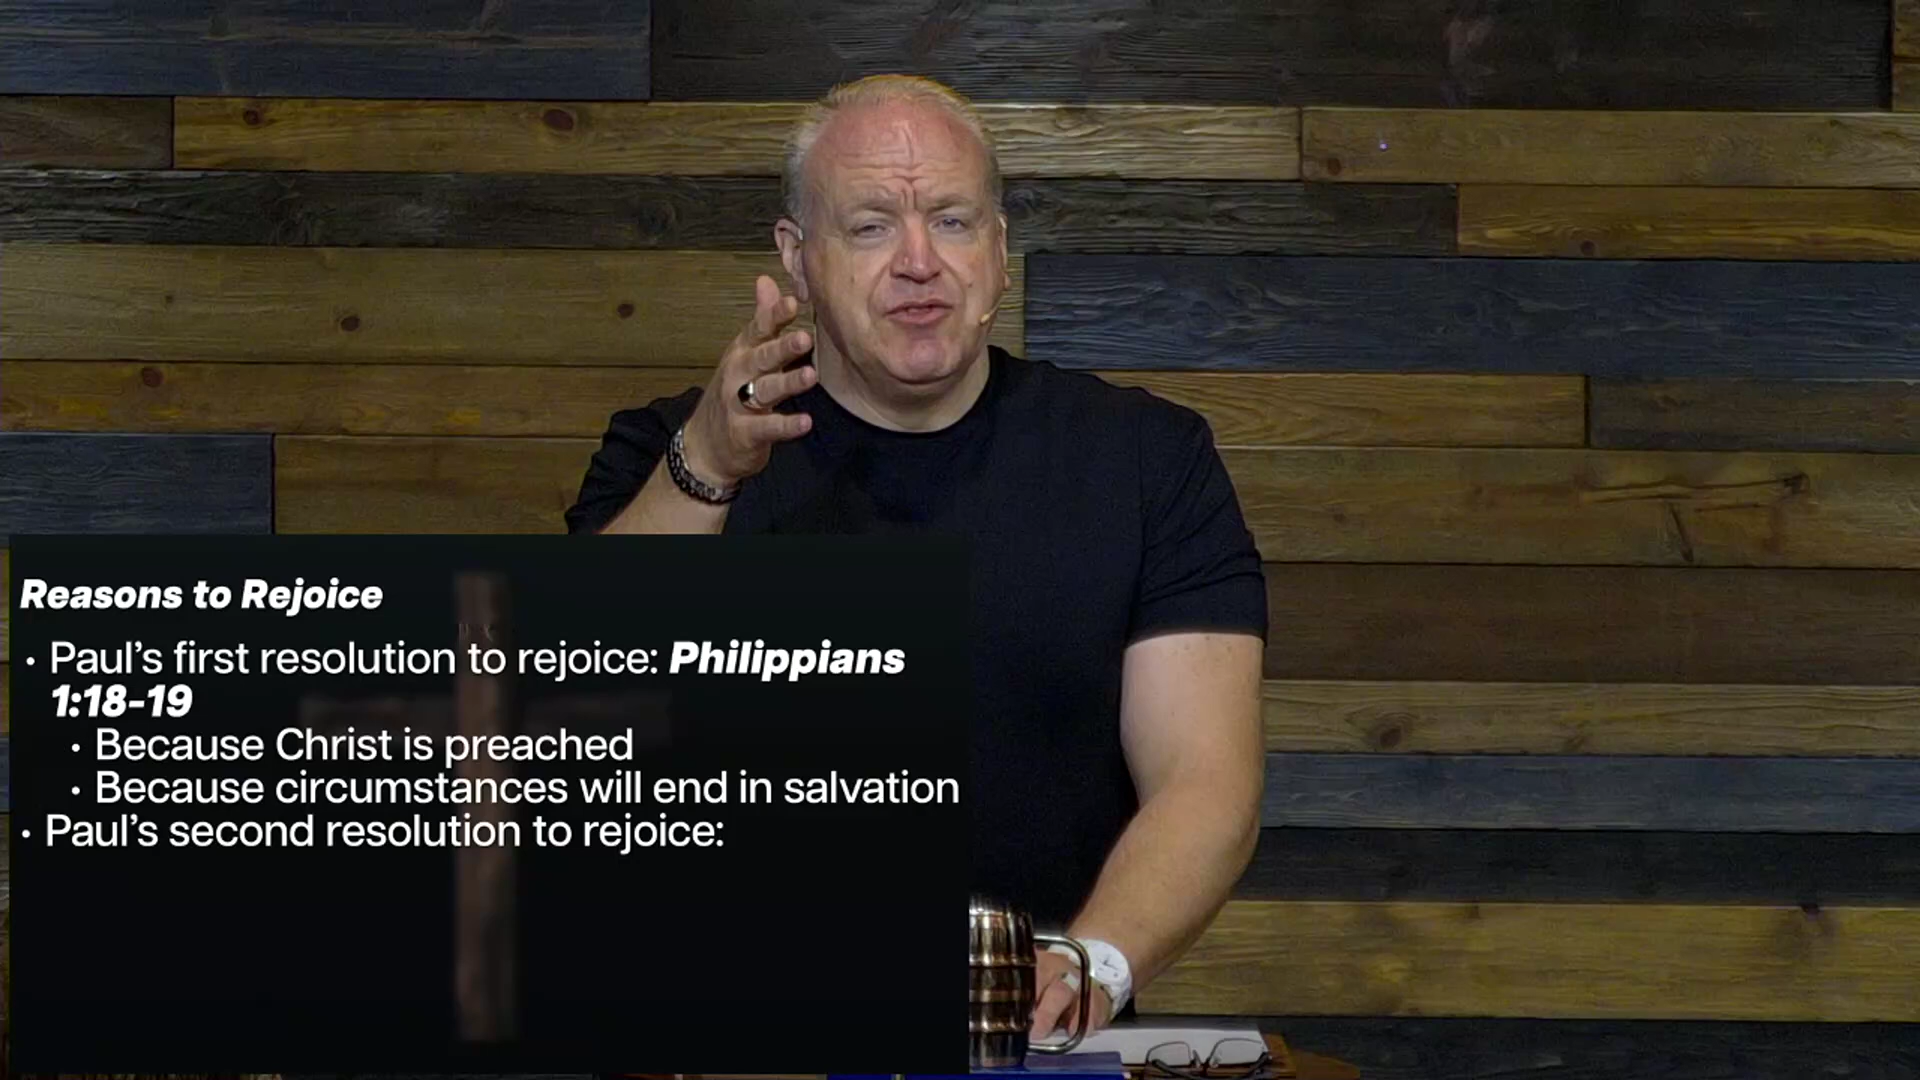 Reasons to Rejoice
• Paul’s first resolution to rejoice: Philippians
1:18-19
• Because Christ is preached
• Because circumstances will end in salvation
• Paul’s second resolution to rejoice: